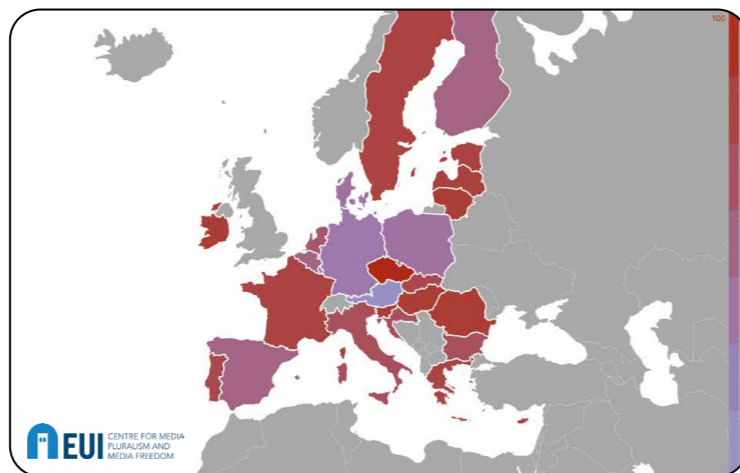 100
EUI
CENTRE FOR MEDIA
PLURALISM AND
MEDIA FREEDOM